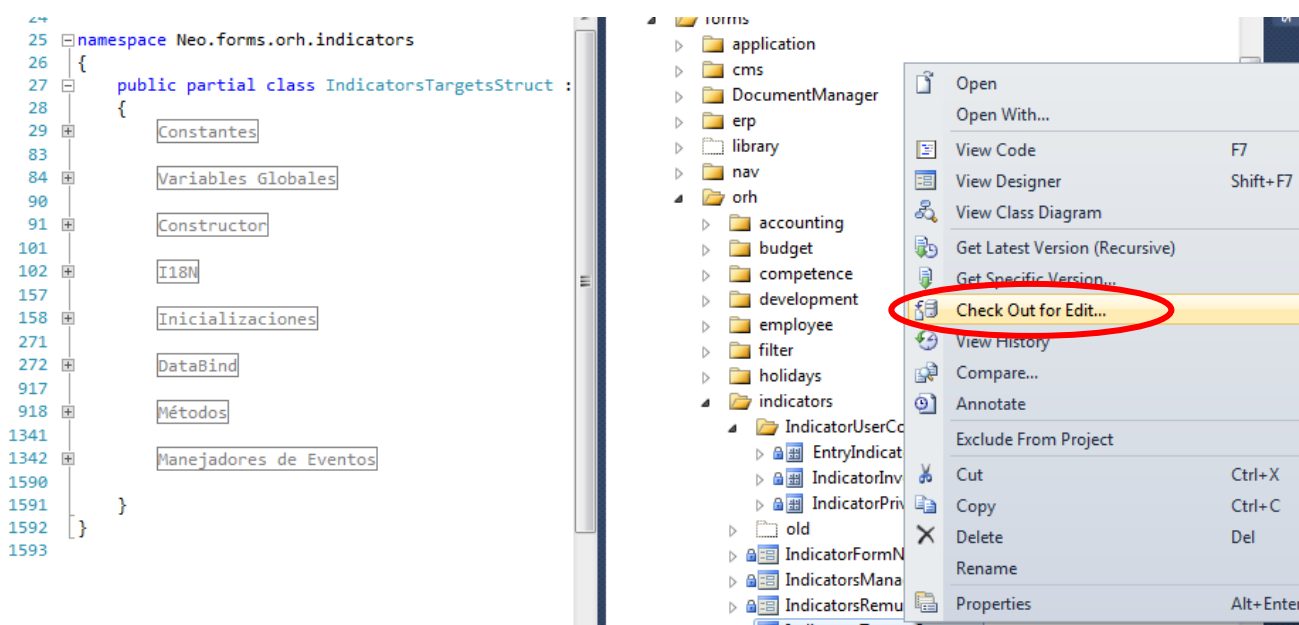 24
25 namespace Neo.forms.orh.indicators
26 {
27 public partial class IndicatorsTargetsStruct :
28 {
29 Constantes
83
84 Variables Globales
90
91 Constructor
101
102 I18N
157
158 Inicializaciones
271
272 DataBind
917
918 Métodos
1341
1342 Manejadores de Eventos
1590
1591 }
1592 }
1593
forms
application
cms
DocumentManager
erp
library
nav
orh
accounting
budget
competence
development
employee
filter
holidays
indicators
IndicatorUserCo
EntryIndicat
IndicatorInv
IndicatorPriv
old
IndicatorFormN
IndicatorsMana
IndicatorsRemu
Open
Open With...
View Code F7
View Designer Shift+F7
View Class Diagram
Get Latest Version (Recursive)
Get Specific Version...
Check Out for Edit...
View History
Compare...
Annotate
Exclude From Project
Cut Ctrl+X
Copy Ctrl+C
Delete Del
Rename
Properties Alt+Enter